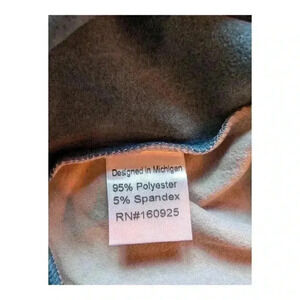 Designed in Michigan
95% Polyester
5% Spandex
RN#160925